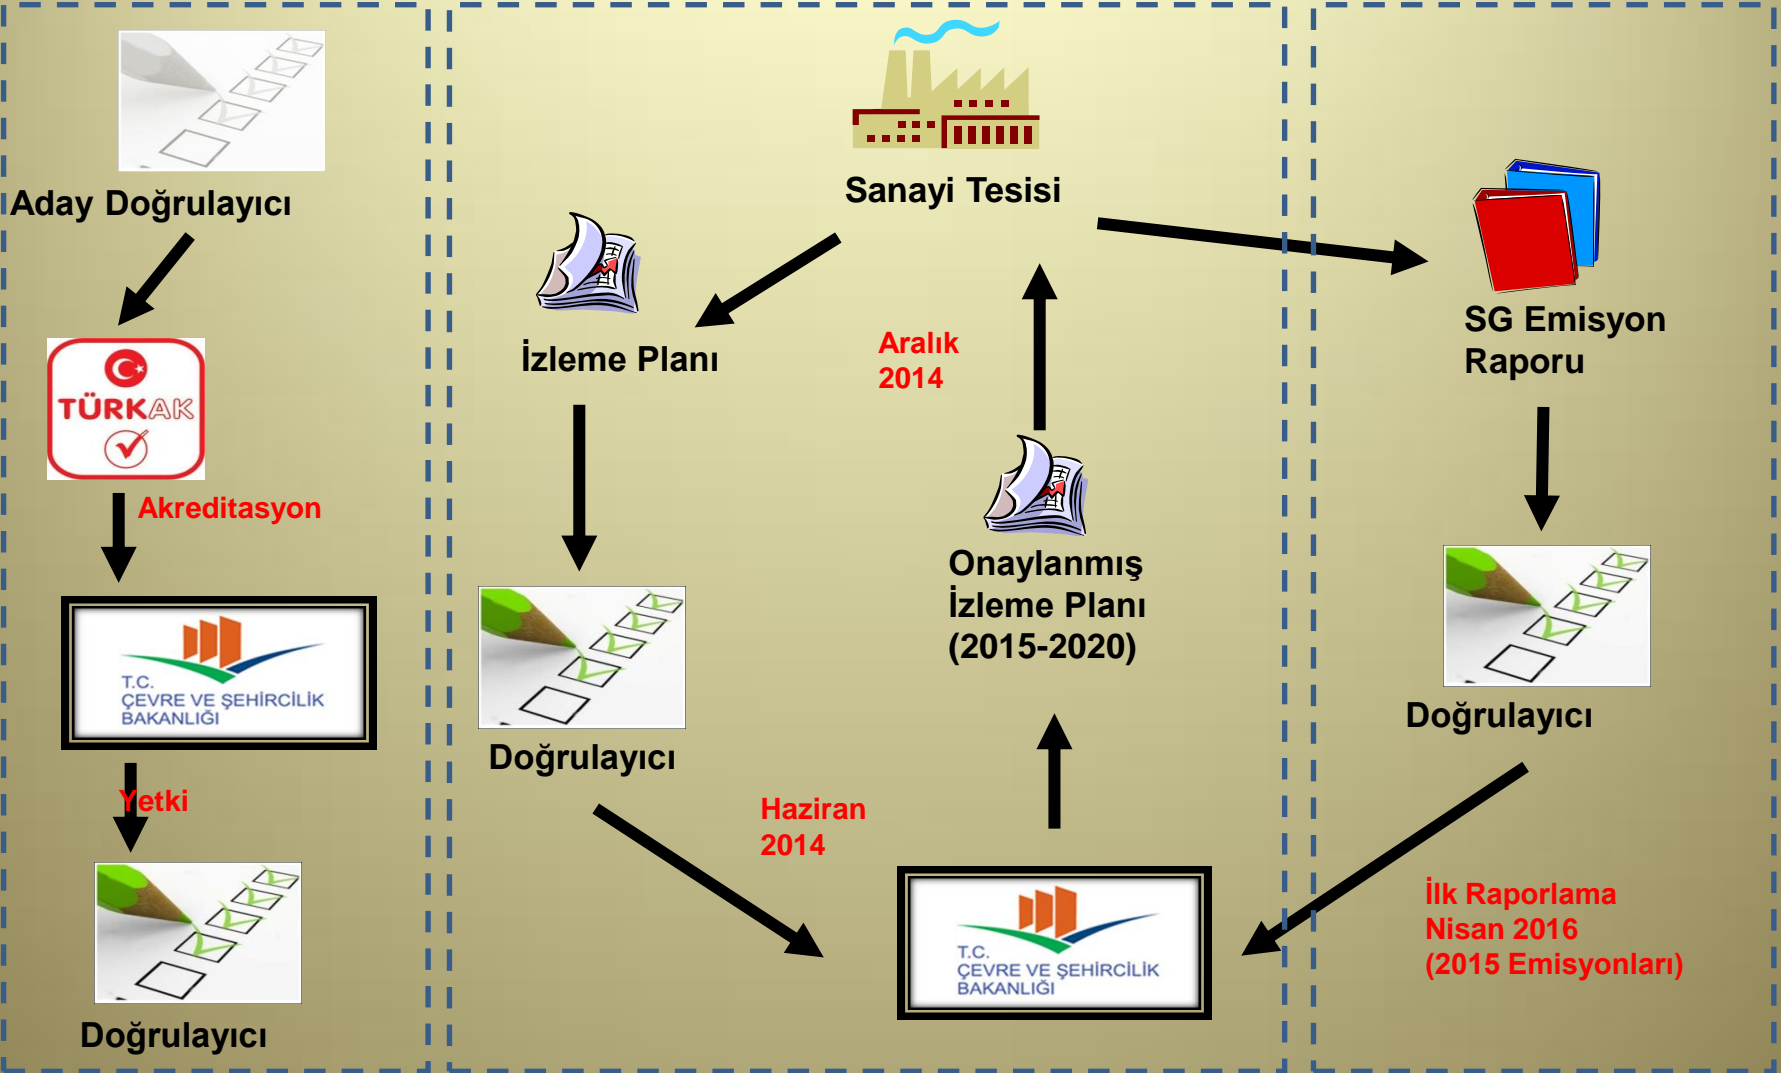 Aday Doğrulayıcı
TÜRKAK
Akreditasyon
T.C.
ÇEVRE VE ŞEHİRCİLİK
BAKANLIĞI
Yetki
Doğrulayıcı
Sanayi Tesisi
İzleme Planı
Aralık
2014
Onaylanmış
İzleme Planı
(2015-2020)
Doğrulayıcı
Haziran
2014
T.C.
ÇEVRE VE ŞEHİRCİLİK
BAKANLIĞI
SG Emisyon
Raporu
Doğrulayıcı
İlk Raporlama
Nisan 2016
(2015 Emisyonları)